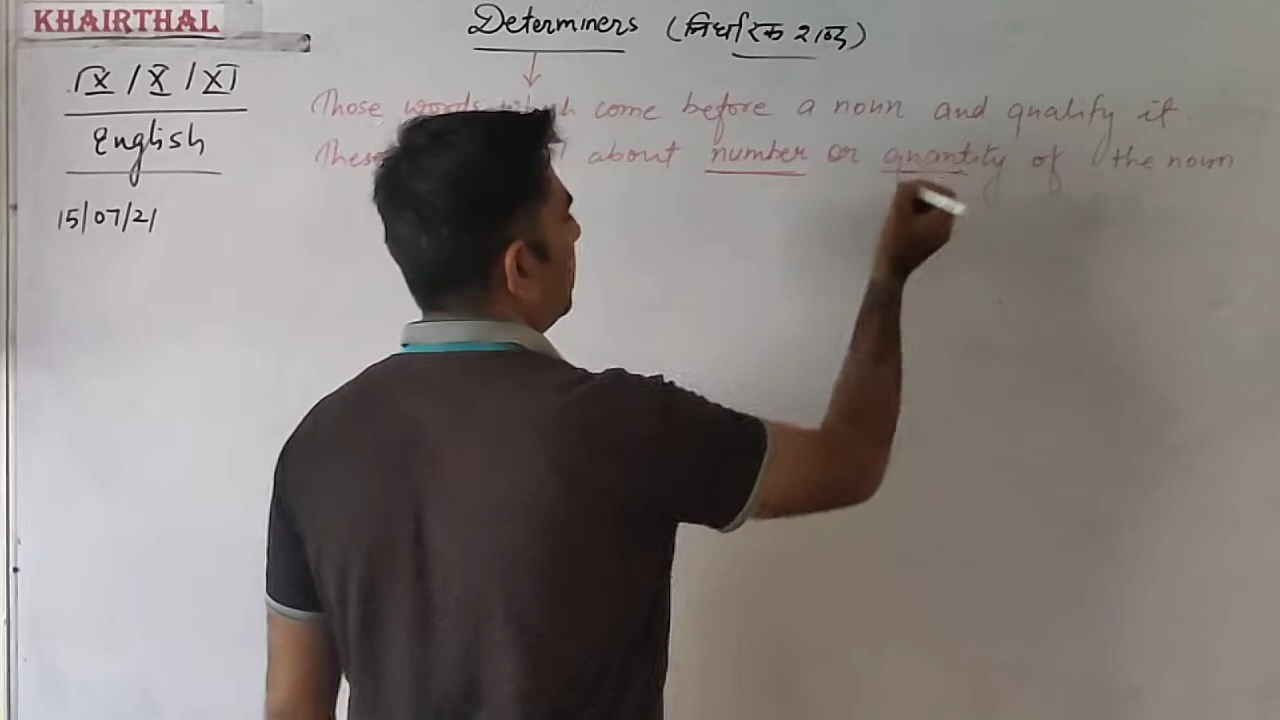 KHAIRTHAL
Determiners (निर्धारक शब्द)
IX / X / XI
English
15/07/21
Those words which come before a noun and qualify it.
These about number or quantity of the noun